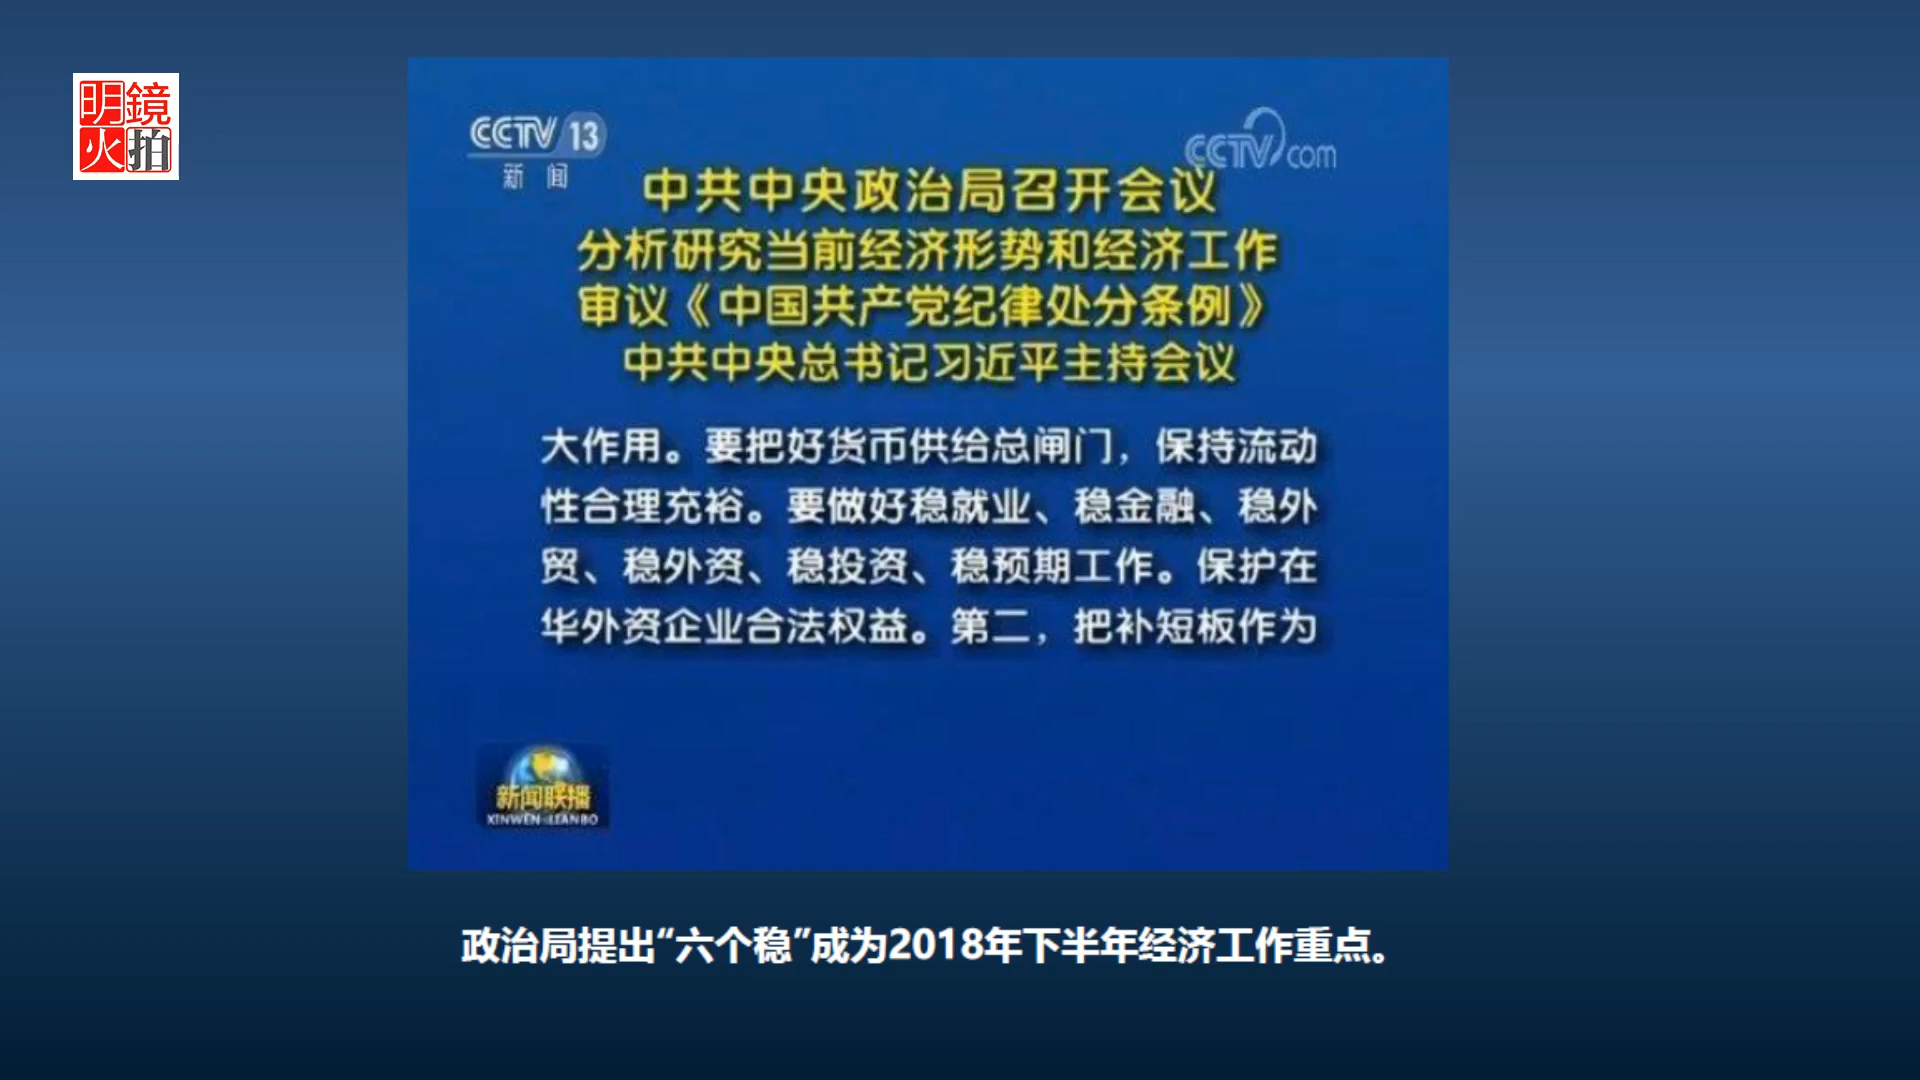 明鏡
火拍
CCTV 13
新闻
CCTV com
中共中央政治局召开会议
分析研究当前经济形势和经济工作
审议《中国共产党纪律处分条例》
中共中央总书记习近平主持会议
大作用。要把好货币供给总闸门，保持流动
性合理充裕。要做好稳就业、稳金融、稳外
贸、稳外资、稳投资、稳预期工作。保护在
华外资企业合法权益。第二，把补短板作为
新闻联播
XINWEN LIANBO
政治局提出“六个稳”成为2018年下半年经济工作重点。